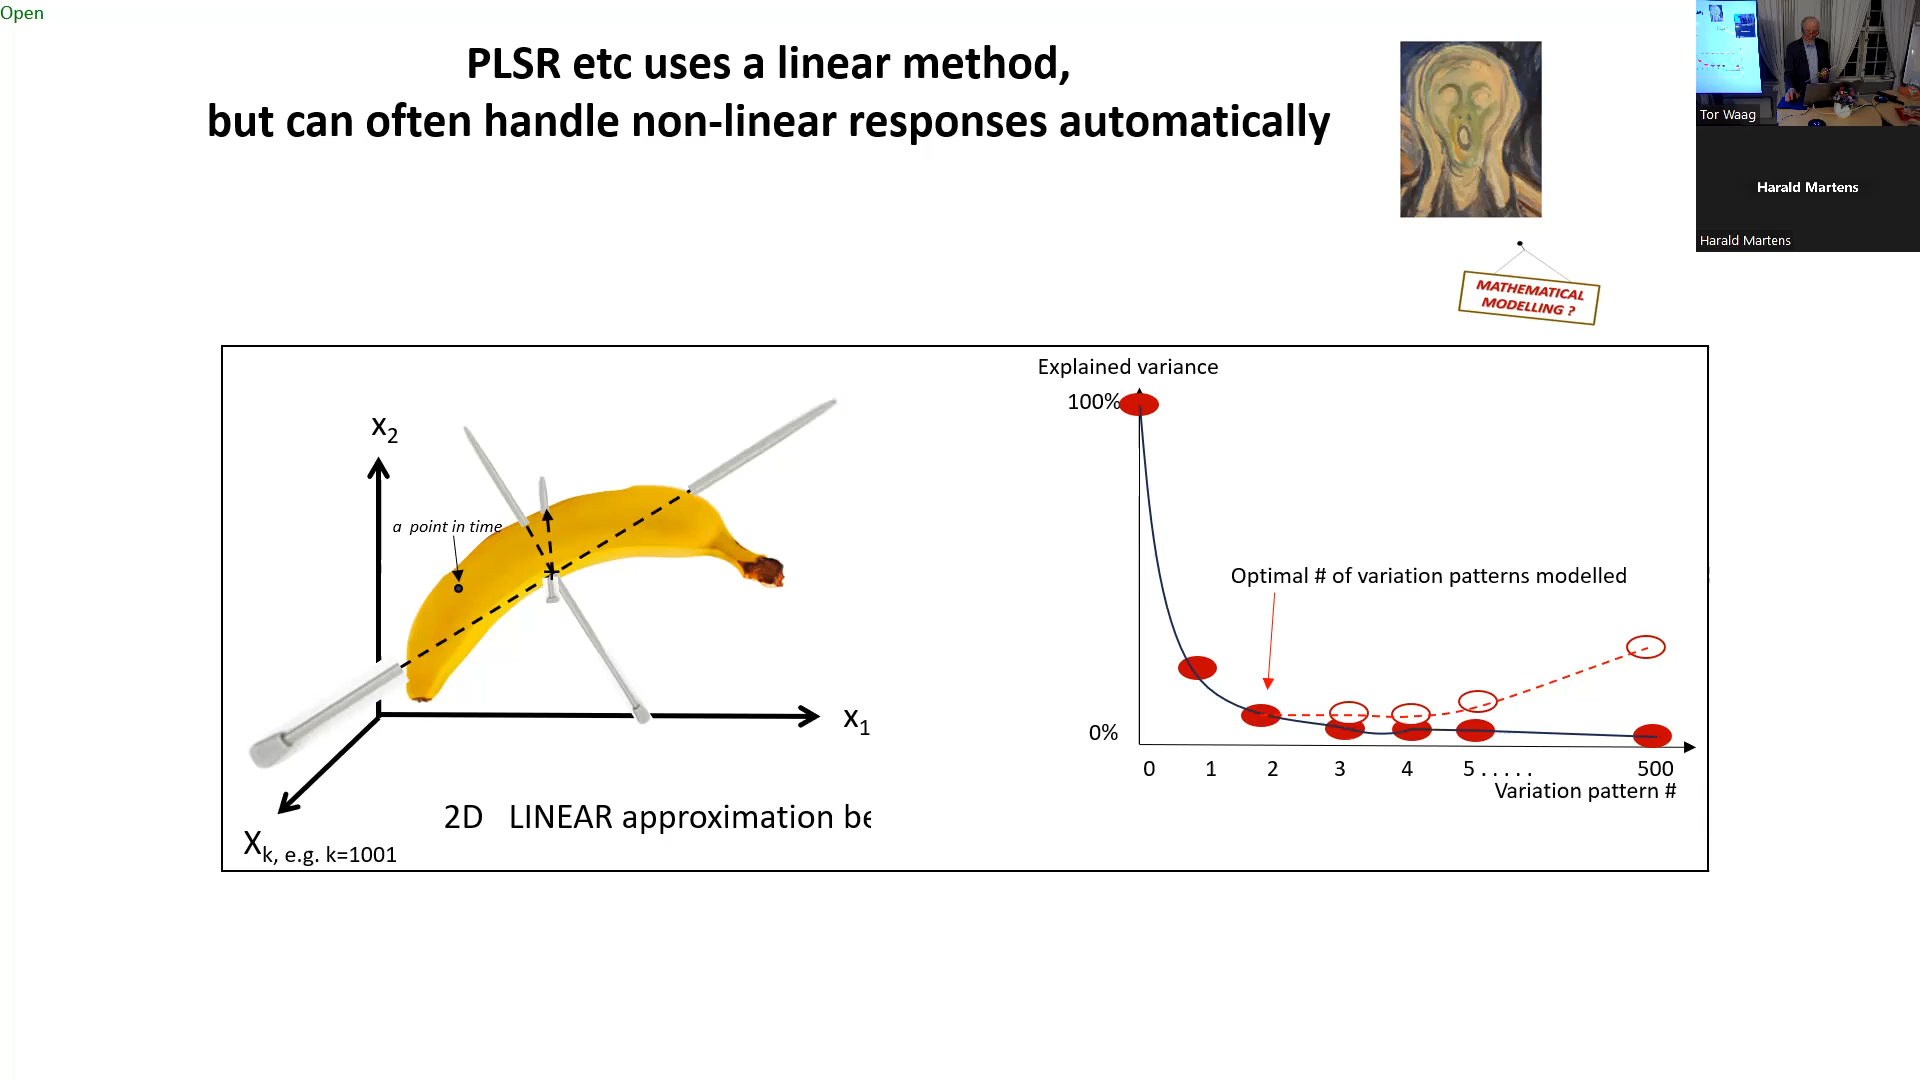 Open
PLSR etc uses a linear method,
but can often handle non-linear responses automatically
Tor Waag
Harald Martens
Harald Martens
MATHEMATICAL
MODELLING ?
x2
a point in time
x1
Xk, e.g. k=1001
2D LINEAR approximation be
Explained variance
100%
Optimal # of variation patterns modelled
0%
0 1 2 3 4 5 . . . . . 500
Variation pattern #